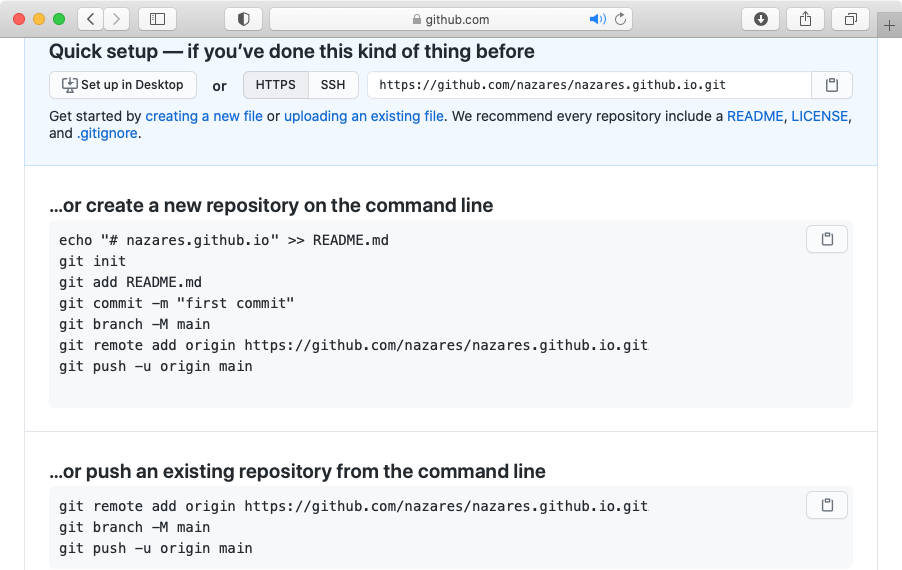 github.com
Quick setup — if you’ve done this kind of thing before
Set up in Desktop or HTTPS SSH https://github.com/nazares/nazares.github.io.git
Get started by creating a new file or uploading an existing file. We recommend every repository include a README, LICENSE,
and .gitignore.
…or create a new repository on the command line
echo "# nazares.github.io" >> README.md
git init
git add README.md
git commit -m "first commit"
git branch -M main
git remote add origin https://github.com/nazares/nazares.github.io.git
git push -u origin main
…or push an existing repository from the command line
git remote add origin https://github.com/nazares/nazares.github.io.git
git branch -M main
git push -u origin main